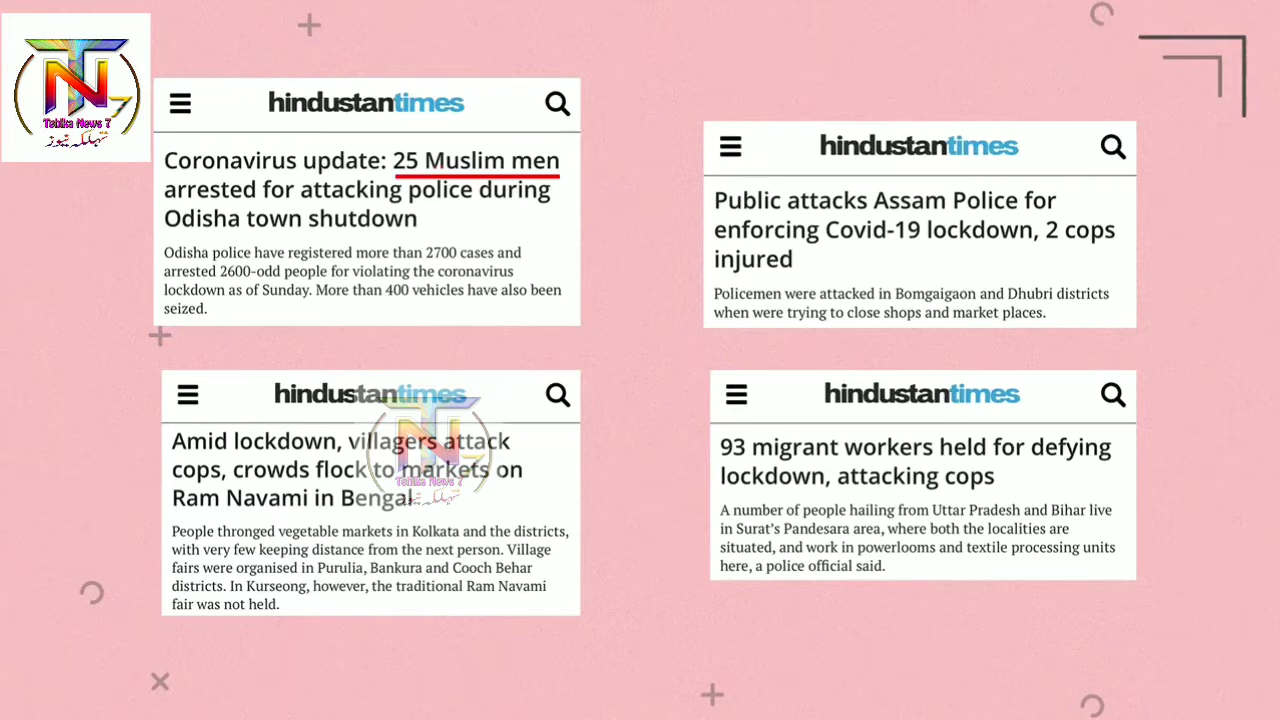 Tehlka News 7
تہلکہ نیوز
hindustantimes
Coronavirus update: 25 Muslim men
arrested for attacking police during
Odisha town shutdown
Odisha police have registered more than 2700 cases and
arrested 2600-odd people for violating the coronavirus
lockdown as of Sunday. More than 400 vehicles have also been
seized.
hindustantimes
Public attacks Assam Police for
enforcing Covid-19 lockdown, 2 cops
injured
Policemen were attacked in Bomgaigaon and Dhubri districts
when were trying to close shops and market places.
hindustantimes
Amid lockdown, villagers attack
cops, crowds flock to markets on
Ram Navami in Bengal
People thronged vegetable markets in Kolkata and the districts,
with very few keeping distance from the next person. Village
fairs were organised in Purulia, Bankura and Cooch Behar
districts. In Kurseong, however, the traditional Ram Navami
fair was not held.
Tehlka News 7
تہلکہ نیوز
hindustantimes
93 migrant workers held for defying
lockdown, attacking cops
A number of people hailing from Uttar Pradesh and Bihar live
in Surat's Pandesara area, where both the localities are
situated, and work in powerlooms and textile processing units
here, a police official said.